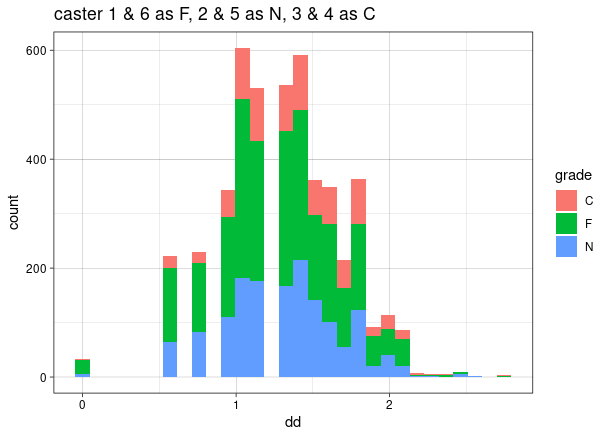 caster 1 & 6 as F, 2 & 5 as N, 3 & 4 as C
600
400
200
0
count
0
1
2
dd
grade
C
F
N